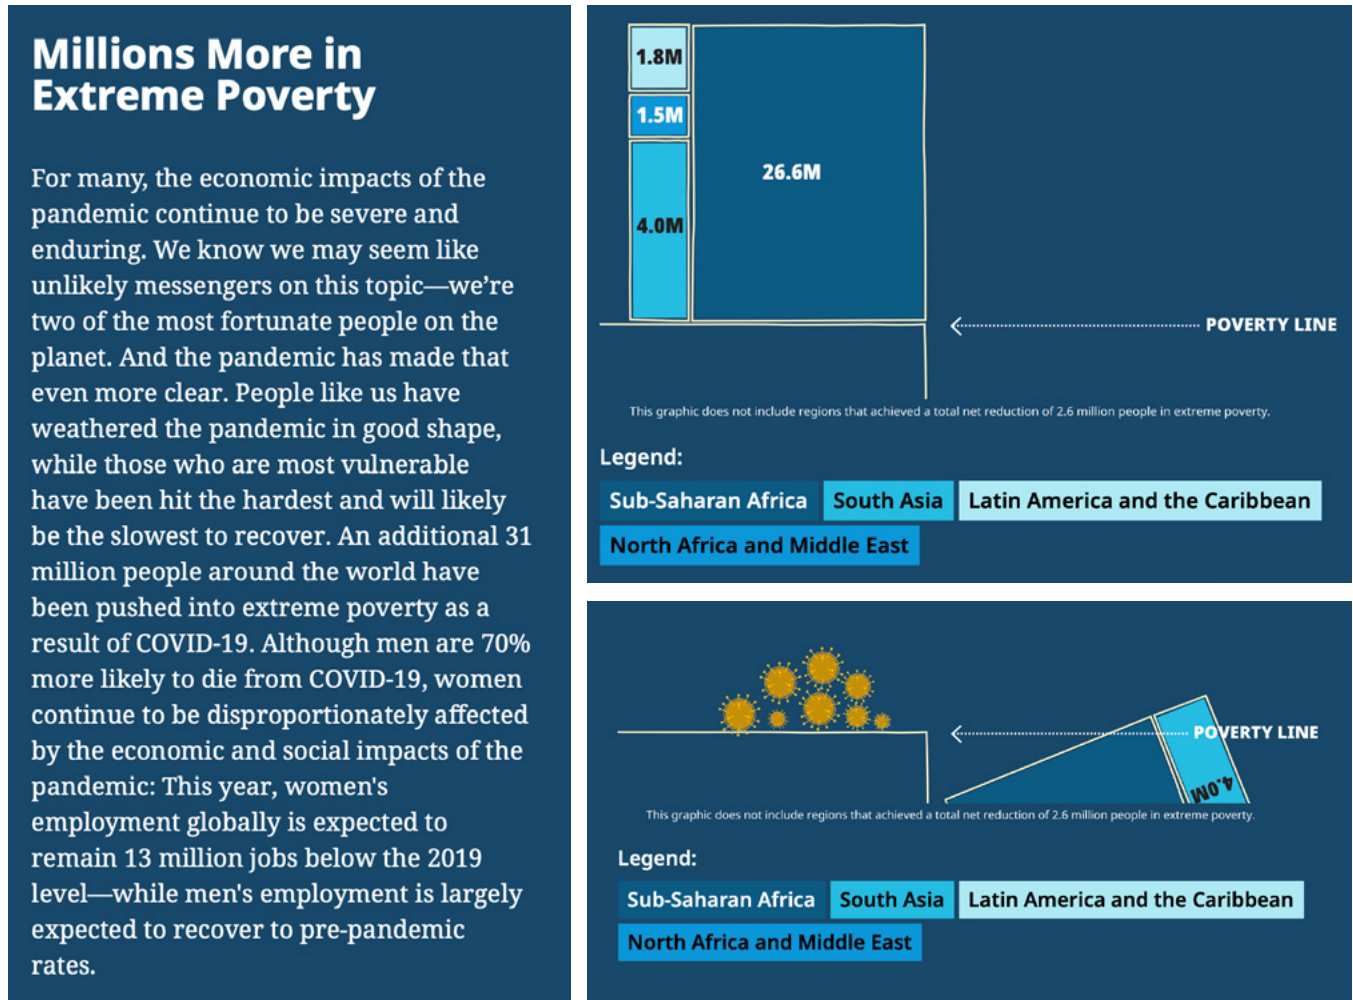 Millions More in
Extreme Poverty
For many, the economic impacts of the
pandemic continue to be severe and
enduring. We know we may seem like
unlikely messengers on this topic—we’re
two of the most fortunate people on the
planet. And the pandemic has made that
even more clear. People like us have
weathered the pandemic in good shape,
while those who are most vulnerable
have been hit the hardest and will likely
be the slowest to recover. An additional 31
million people around the world have
been pushed into extreme poverty as a
result of COVID-19. Although men are 70%
more likely to die from COVID-19, women
continue to be disproportionately affected
by the economic and social impacts of the
pandemic: This year, women's
employment globally is expected to
remain 13 million jobs below the 2019
level—while men's employment is largely
expected to recover to pre-pandemic
rates.
1.8M
1.5M
26.6M
4.0M
POVERTY LINE
This graphic does not include regions that achieved a total net reduction of 2.6 million people in extreme poverty.
Legend:
Sub-Saharan Africa South Asia Latin America and the Caribbean
North Africa and Middle East
POVERTY LINE
4.0M
This graphic does not include regions that achieved a total net reduction of 2.6 million people in extreme poverty.
Legend:
Sub-Saharan Africa South Asia Latin America and the Caribbean
North Africa and Middle East